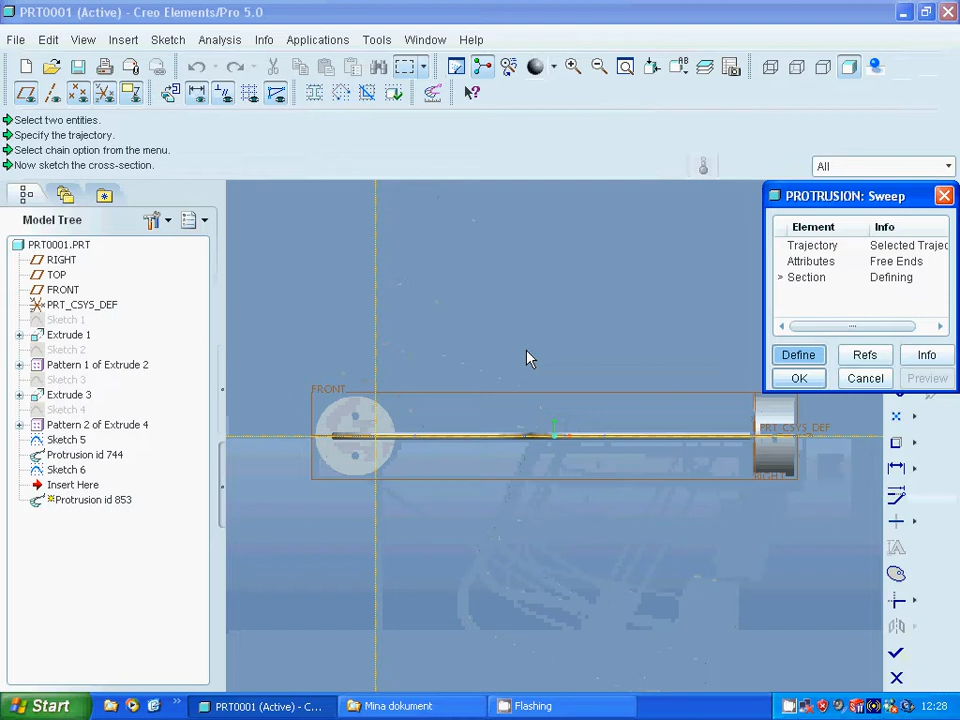 PRT0001 (Active) - Creo Elements/Pro 5.0
File Edit View Insert Sketch Analysis Info Applications Tools Window Help
Select two entities.
Specify the trajectory.
Select chain option from the menu.
Now sketch the cross-section.
All
PROTRUSION: Sweep
Element Info
Trajectory Selected Trajec
Attributes Free Ends
> Section Defining
Define Refs Info
OK Cancel Preview
Model Tree
PRT0001.PRT
RIGHT
TOP
FRONT
PRT_CSYS_DEF
Sketch 1
Extrude 1
Sketch 2
Pattern 1 of Extrude 2
Sketch 3
Extrude 3
Sketch 4
Pattern 2 of Extrude 4
Sketch 5
Protrusion id 744
Sketch 6
Insert Here
Protrusion id 853
FRONT
PRT_CSYS_DEF
Start
PRT0001 (Active) - C...
Mina dokument
Flashing
12:28